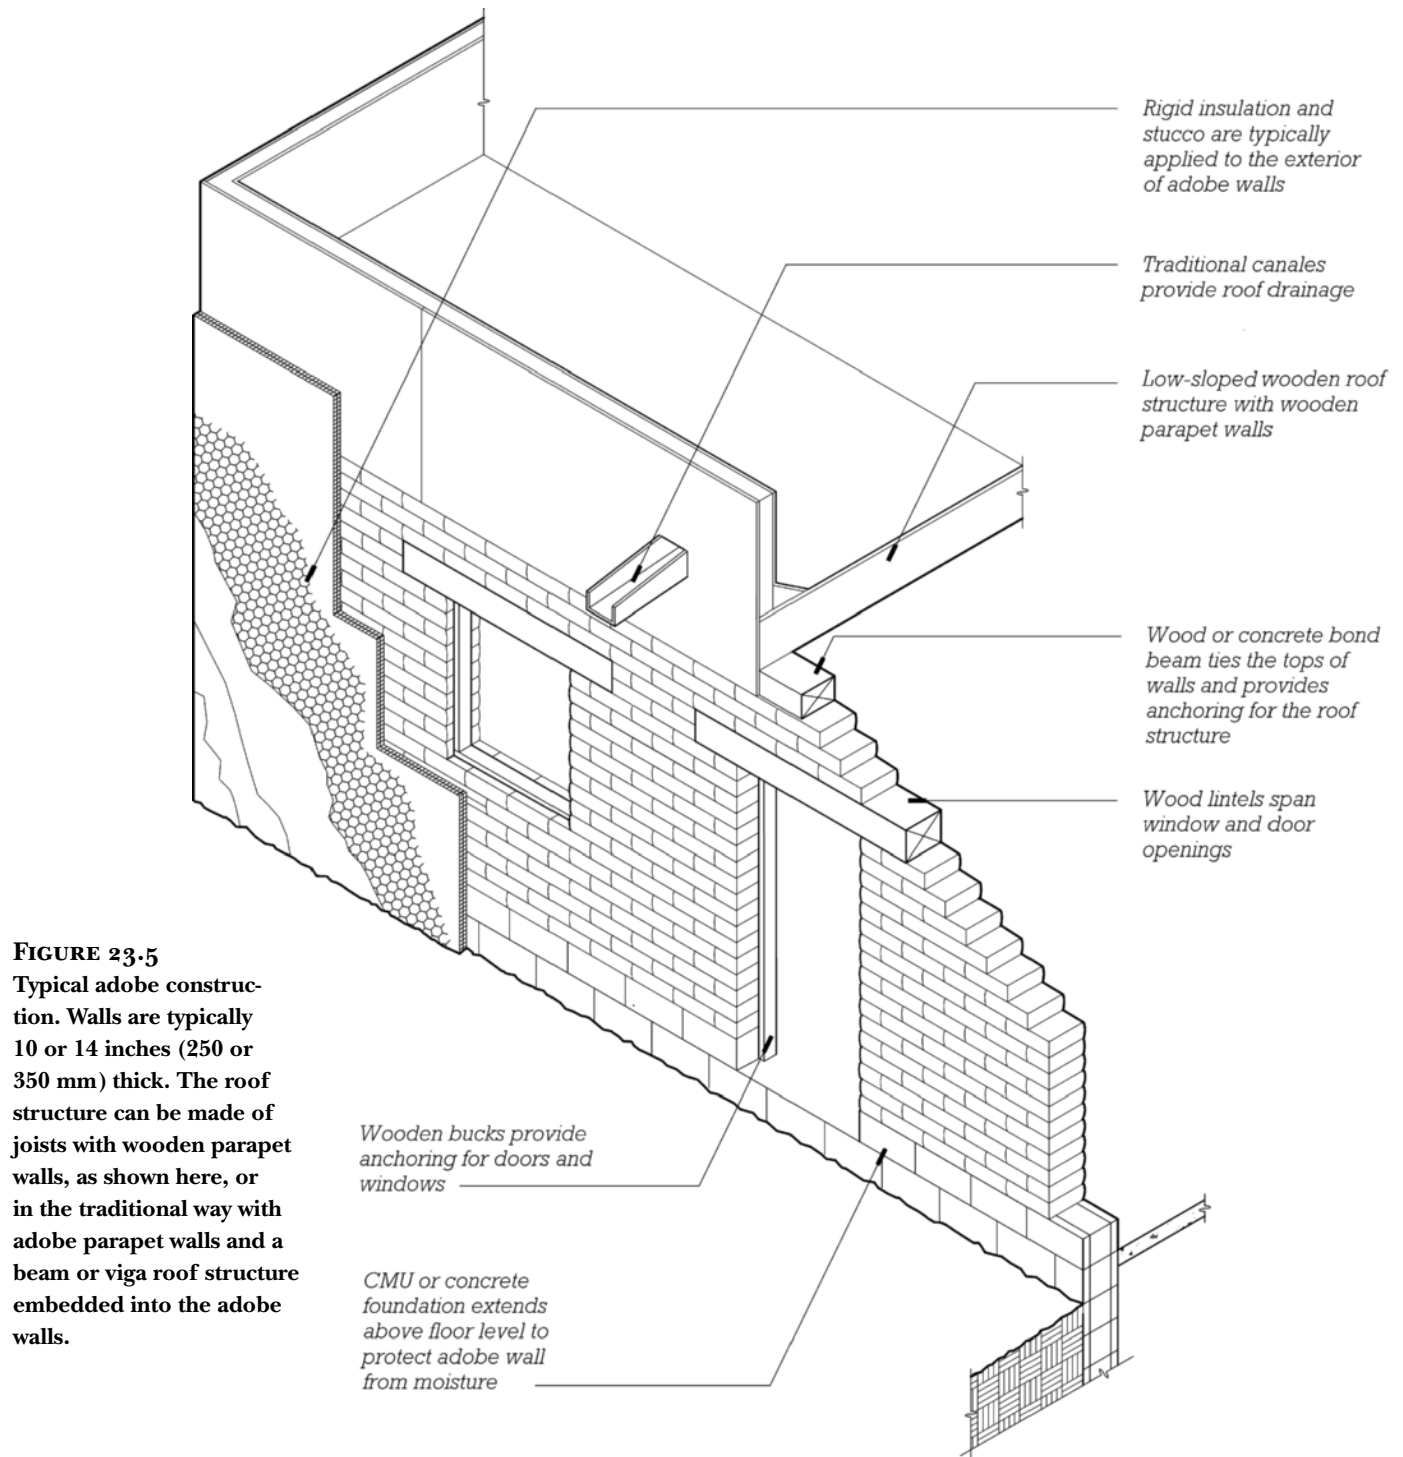 Rigid insulation and
stucco are typically
applied to the exterior
of adobe walls
Traditional canales
provide roof drainage
Low-sloped wooden roof
structure with wooden
parapet walls
Wood or concrete bond
beam ties the tops of
walls and provides
anchoring for the roof
structure
Wood lintels span
window and door
openings
FIGURE 23.5
Typical adobe construc-
tion. Walls are typically
10 or 14 inches (250 or
350 mm) thick. The roof
structure can be made of
joists with wooden parapet
walls, as shown here, or
in the traditional way with
adobe parapet walls and a
beam or viga roof structure
embedded into the adobe
walls.
Wooden bucks provide
anchoring for doors and
windows
CMU or concrete
foundation extends
above floor level to
protect adobe wall
from moisture